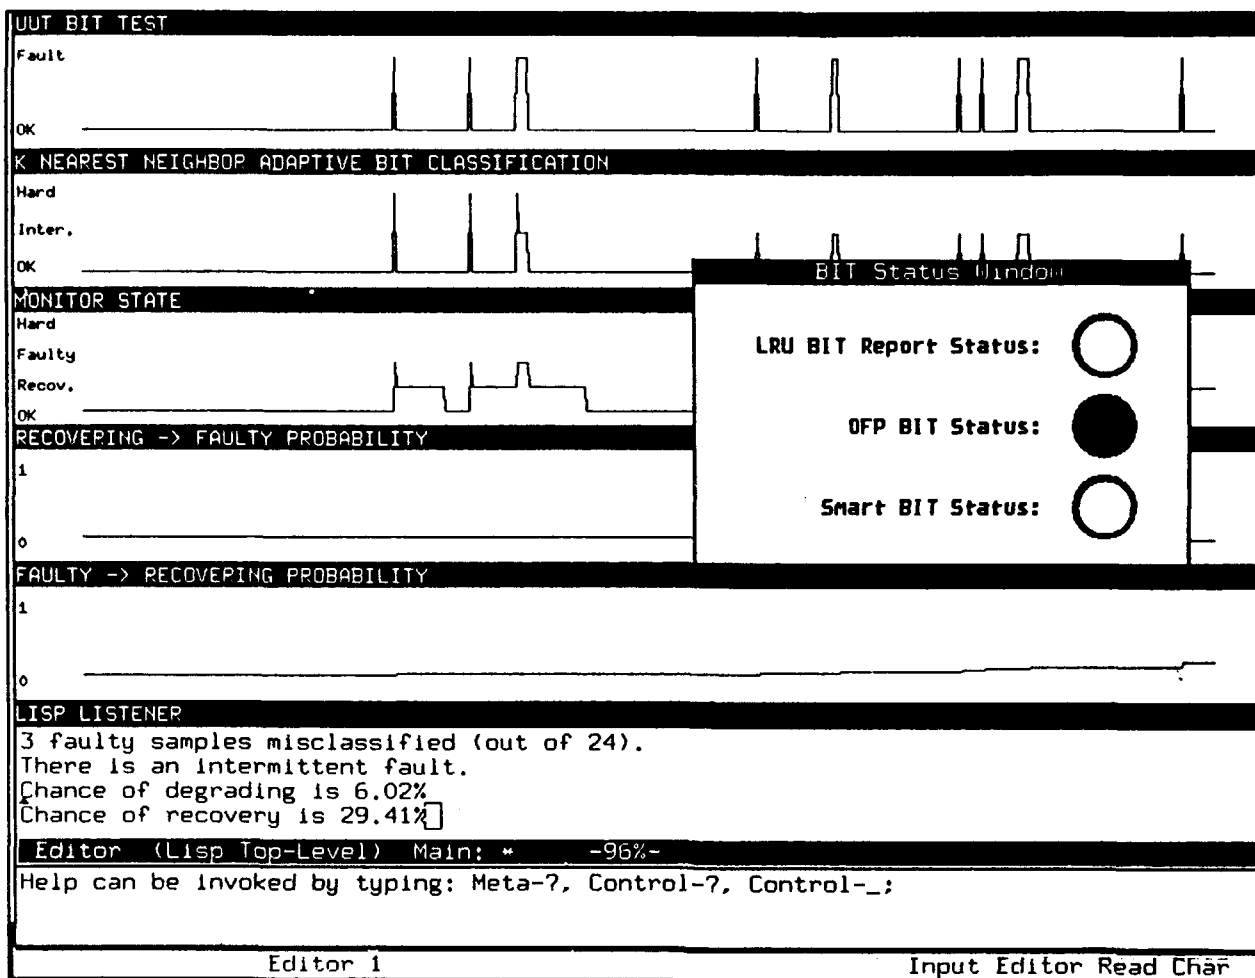 UUT BIT TEST
Fault
OK
K NEAREST NEIGHBOR ADAPTIVE BIT CLASSIFICATION
Hard
Inter.
OK
MONITOR STATE
Hard
Faulty
Recov.
OK
BIT Status Window
LRU BIT Report Status:
OFP BIT Status:
Smart BIT Status:
RECOVERING -> FAULTY PROBABILITY
1
0
FAULTY -> RECOVERING PROBABILITY
1
0
LISP LISTENER
3 faulty samples misclassified (out of 24).
There is an intermittent fault.
Chance of degrading is 6.02%
Chance of recovery is 29.41%
Editor (Lisp Top-Level) Main: * -96%-
Help can be invoked by typing: Meta-?, Control-?, Control-_;
Editor 1 Input Editor Read Char